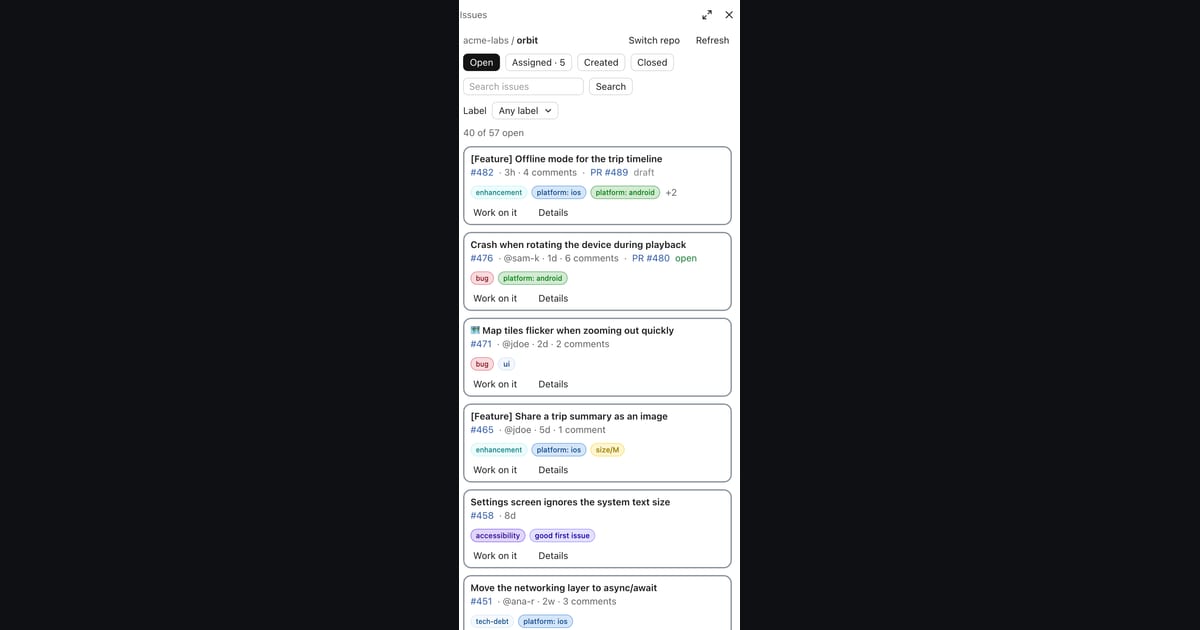 Issues
acme-labs / orbit Switch repo Refresh
Open Assigned · 5 Created Closed
Search issues Search
Label Any label
40 of 57 open
[Feature] Offline mode for the trip timeline
#482 · 3h · 4 comments · PR #489 draft
enhancement platform: ios platform: android +2
Work on it Details
Crash when rotating the device during playback
#476 · @sam-k · 1d · 6 comments · PR #480 open
bug platform: android
Work on it Details
Map tiles flicker when zooming out quickly
#471 · @jdoe · 2d · 2 comments
bug ui
Work on it Details
[Feature] Share a trip summary as an image
#465 · @jdoe · 5d · 1 comment
enhancement platform: ios size/M
Work on it Details
Settings screen ignores the system text size
#458 · 8d
accessibility good first issue
Work on it Details
Move the networking layer to async/await
#451 · @ana-r · 2w · 3 comments
tech-debt platform: ios